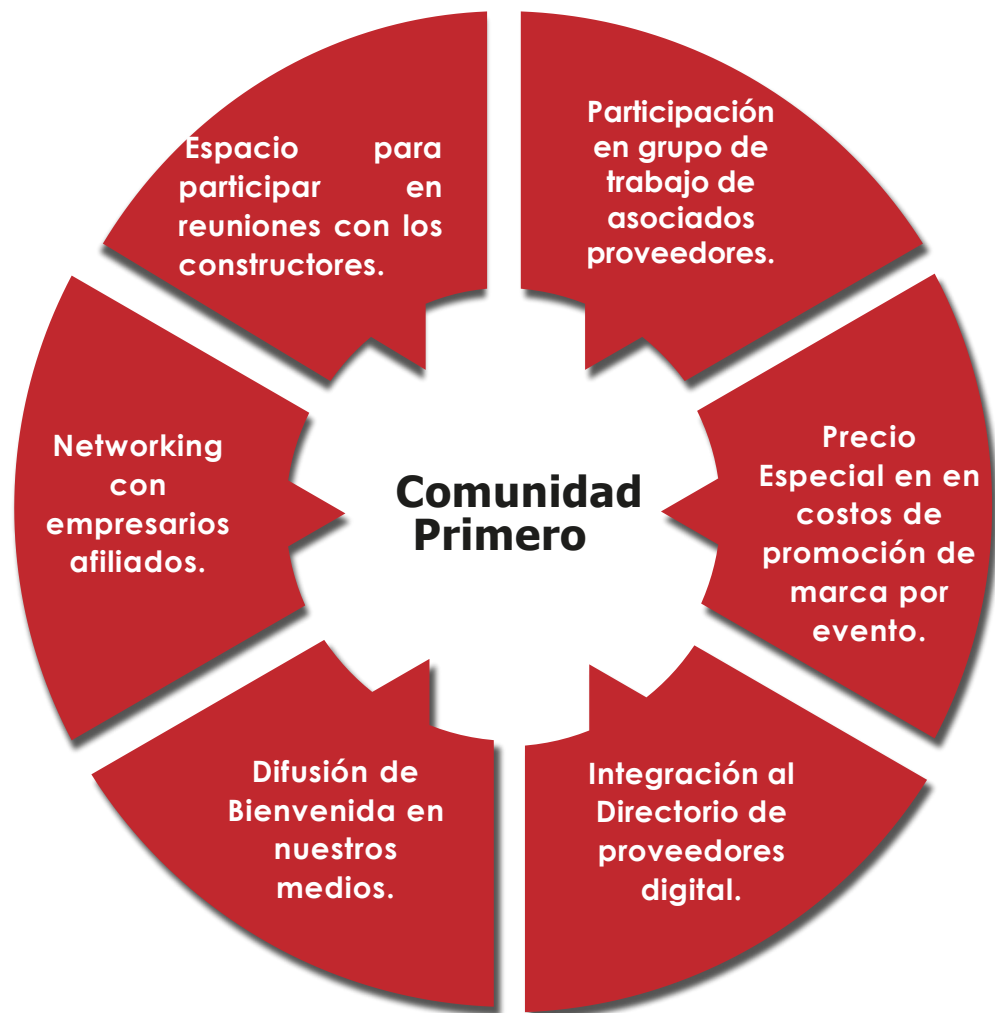 Espacio para
participar en
reuniones con los
constructores.
Participación
en grupo de
trabajo de
asociados
proveedores.
Networking
con
empresarios
afiliados.
Comunidad
Primero
Precio
Especial en en
costos de
promoción de
marca por
evento.
Difusión de
Bienvenida en
nuestros
medios.
Integración al
Directorio de
proveedores
digital.